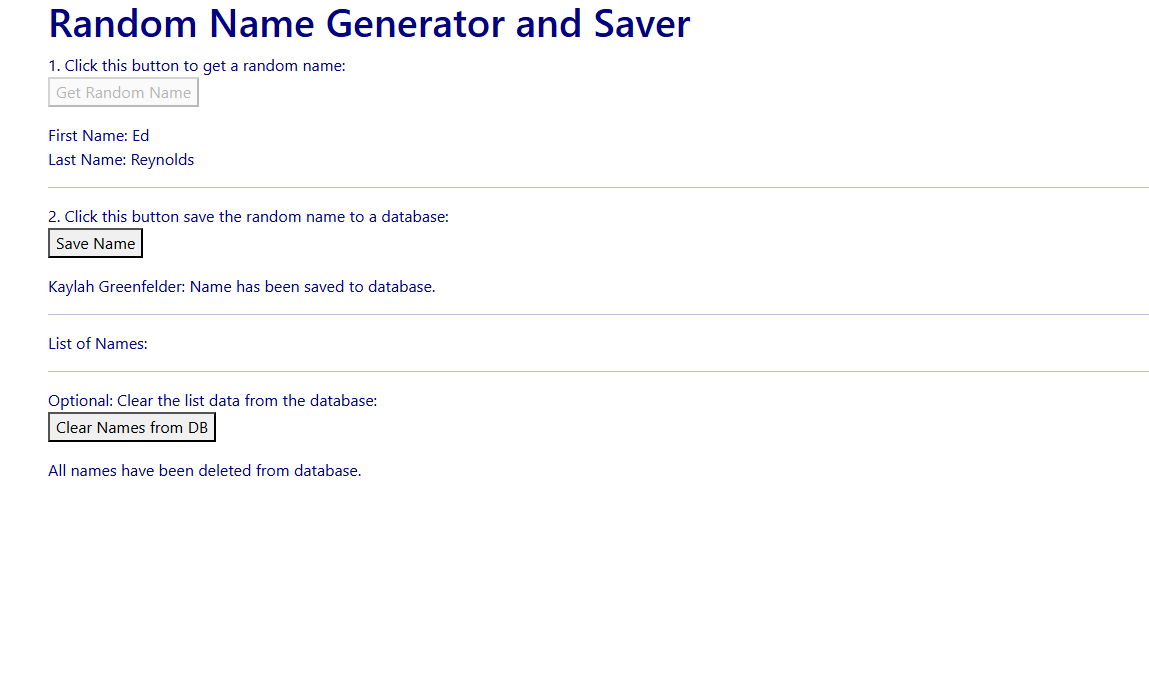 Random Name Generator and Saver
1. Click this button to get a random name:
Get Random Name
First Name: Ed
Last Name: Reynolds
2. Click this button save the random name to a database:
Save Name
Kaylah Greenfelder: Name has been saved to database.
List of Names:
Optional: Clear the list data from the database:
Clear Names from DB
All names have been deleted from database.